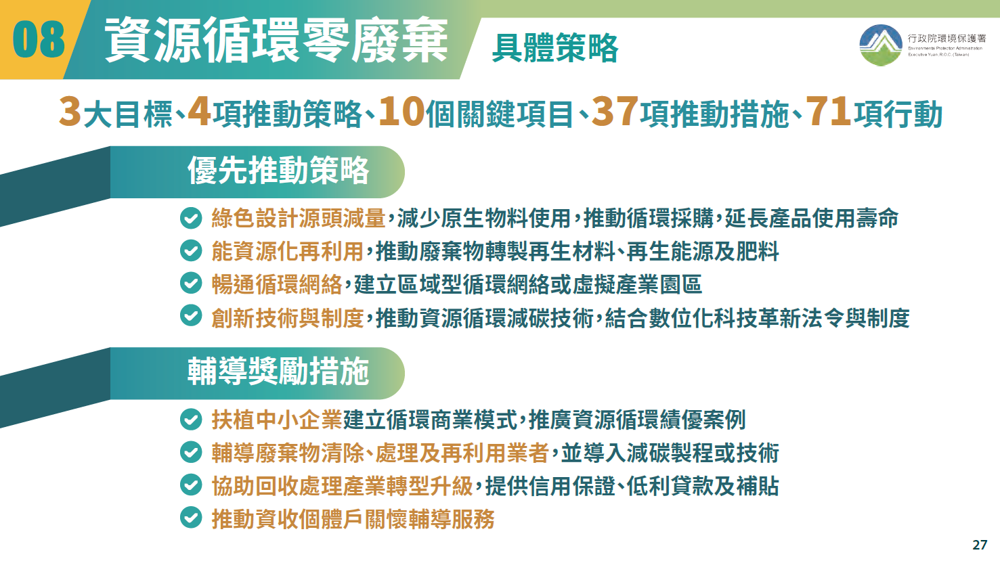 08
資源循環零廢棄
具體策略
行政院環境保護署
Environmental Protection Administration
Executive Yuan, R.O.C.(Taiwan)
3大目標、4項推動策略、10個關鍵項目、37項推動措施、71項行動
優先推動策略
綠色設計源頭減量，減少原生物料使用，推動循環採購，延長產品使用壽命
能資源化再利用，推動廢棄物轉製再生材料、再生能源及肥料
暢通循環網絡，建立區域型循環網絡或虛擬產業園區
創新技術與制度，推動資源循環減碳技術，結合數位化科技革新法令與制度
輔導獎勵措施
扶植中小企業建立循環商業模式，推廣資源循環績優案例
輔導廢棄物清除、處理及再利用業者，並導入減碳製程或技術
協助回收處理產業轉型升級，提供信用保證、低利貸款及補貼
推動資收個體戶關懷輔導服務
27